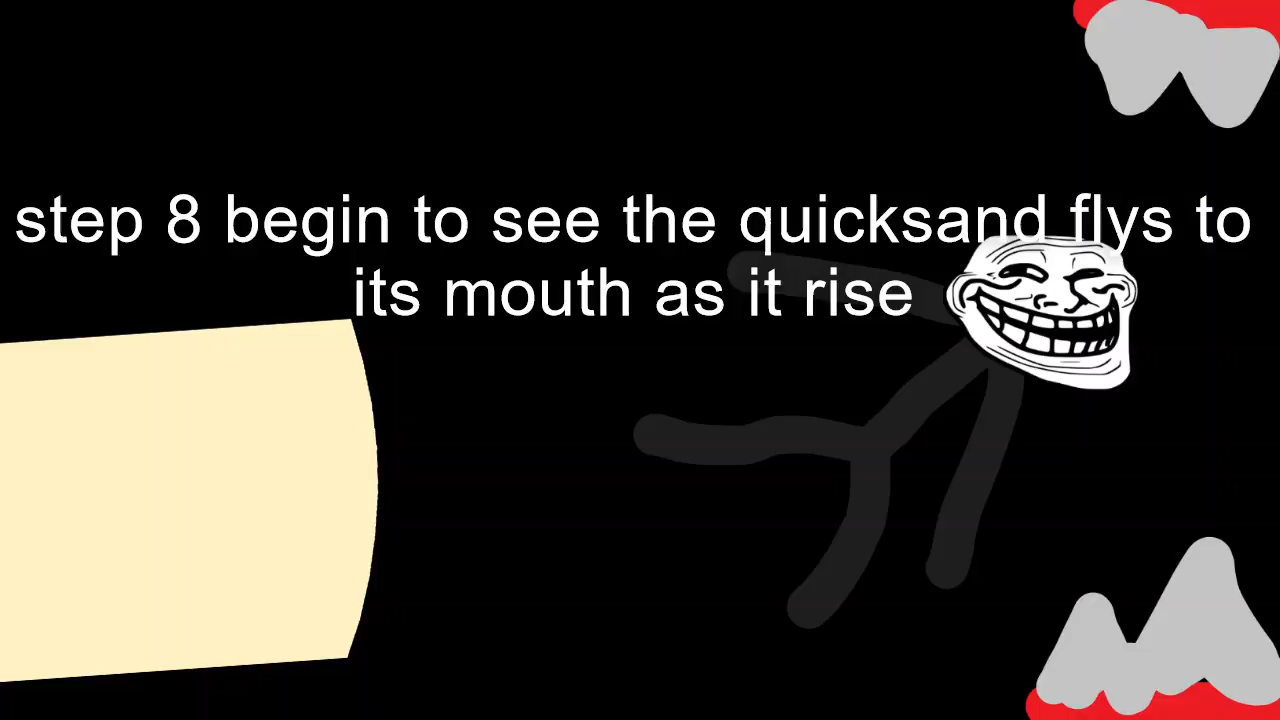 step 8 begin to see the quicksand flys to
its mouth as it rise